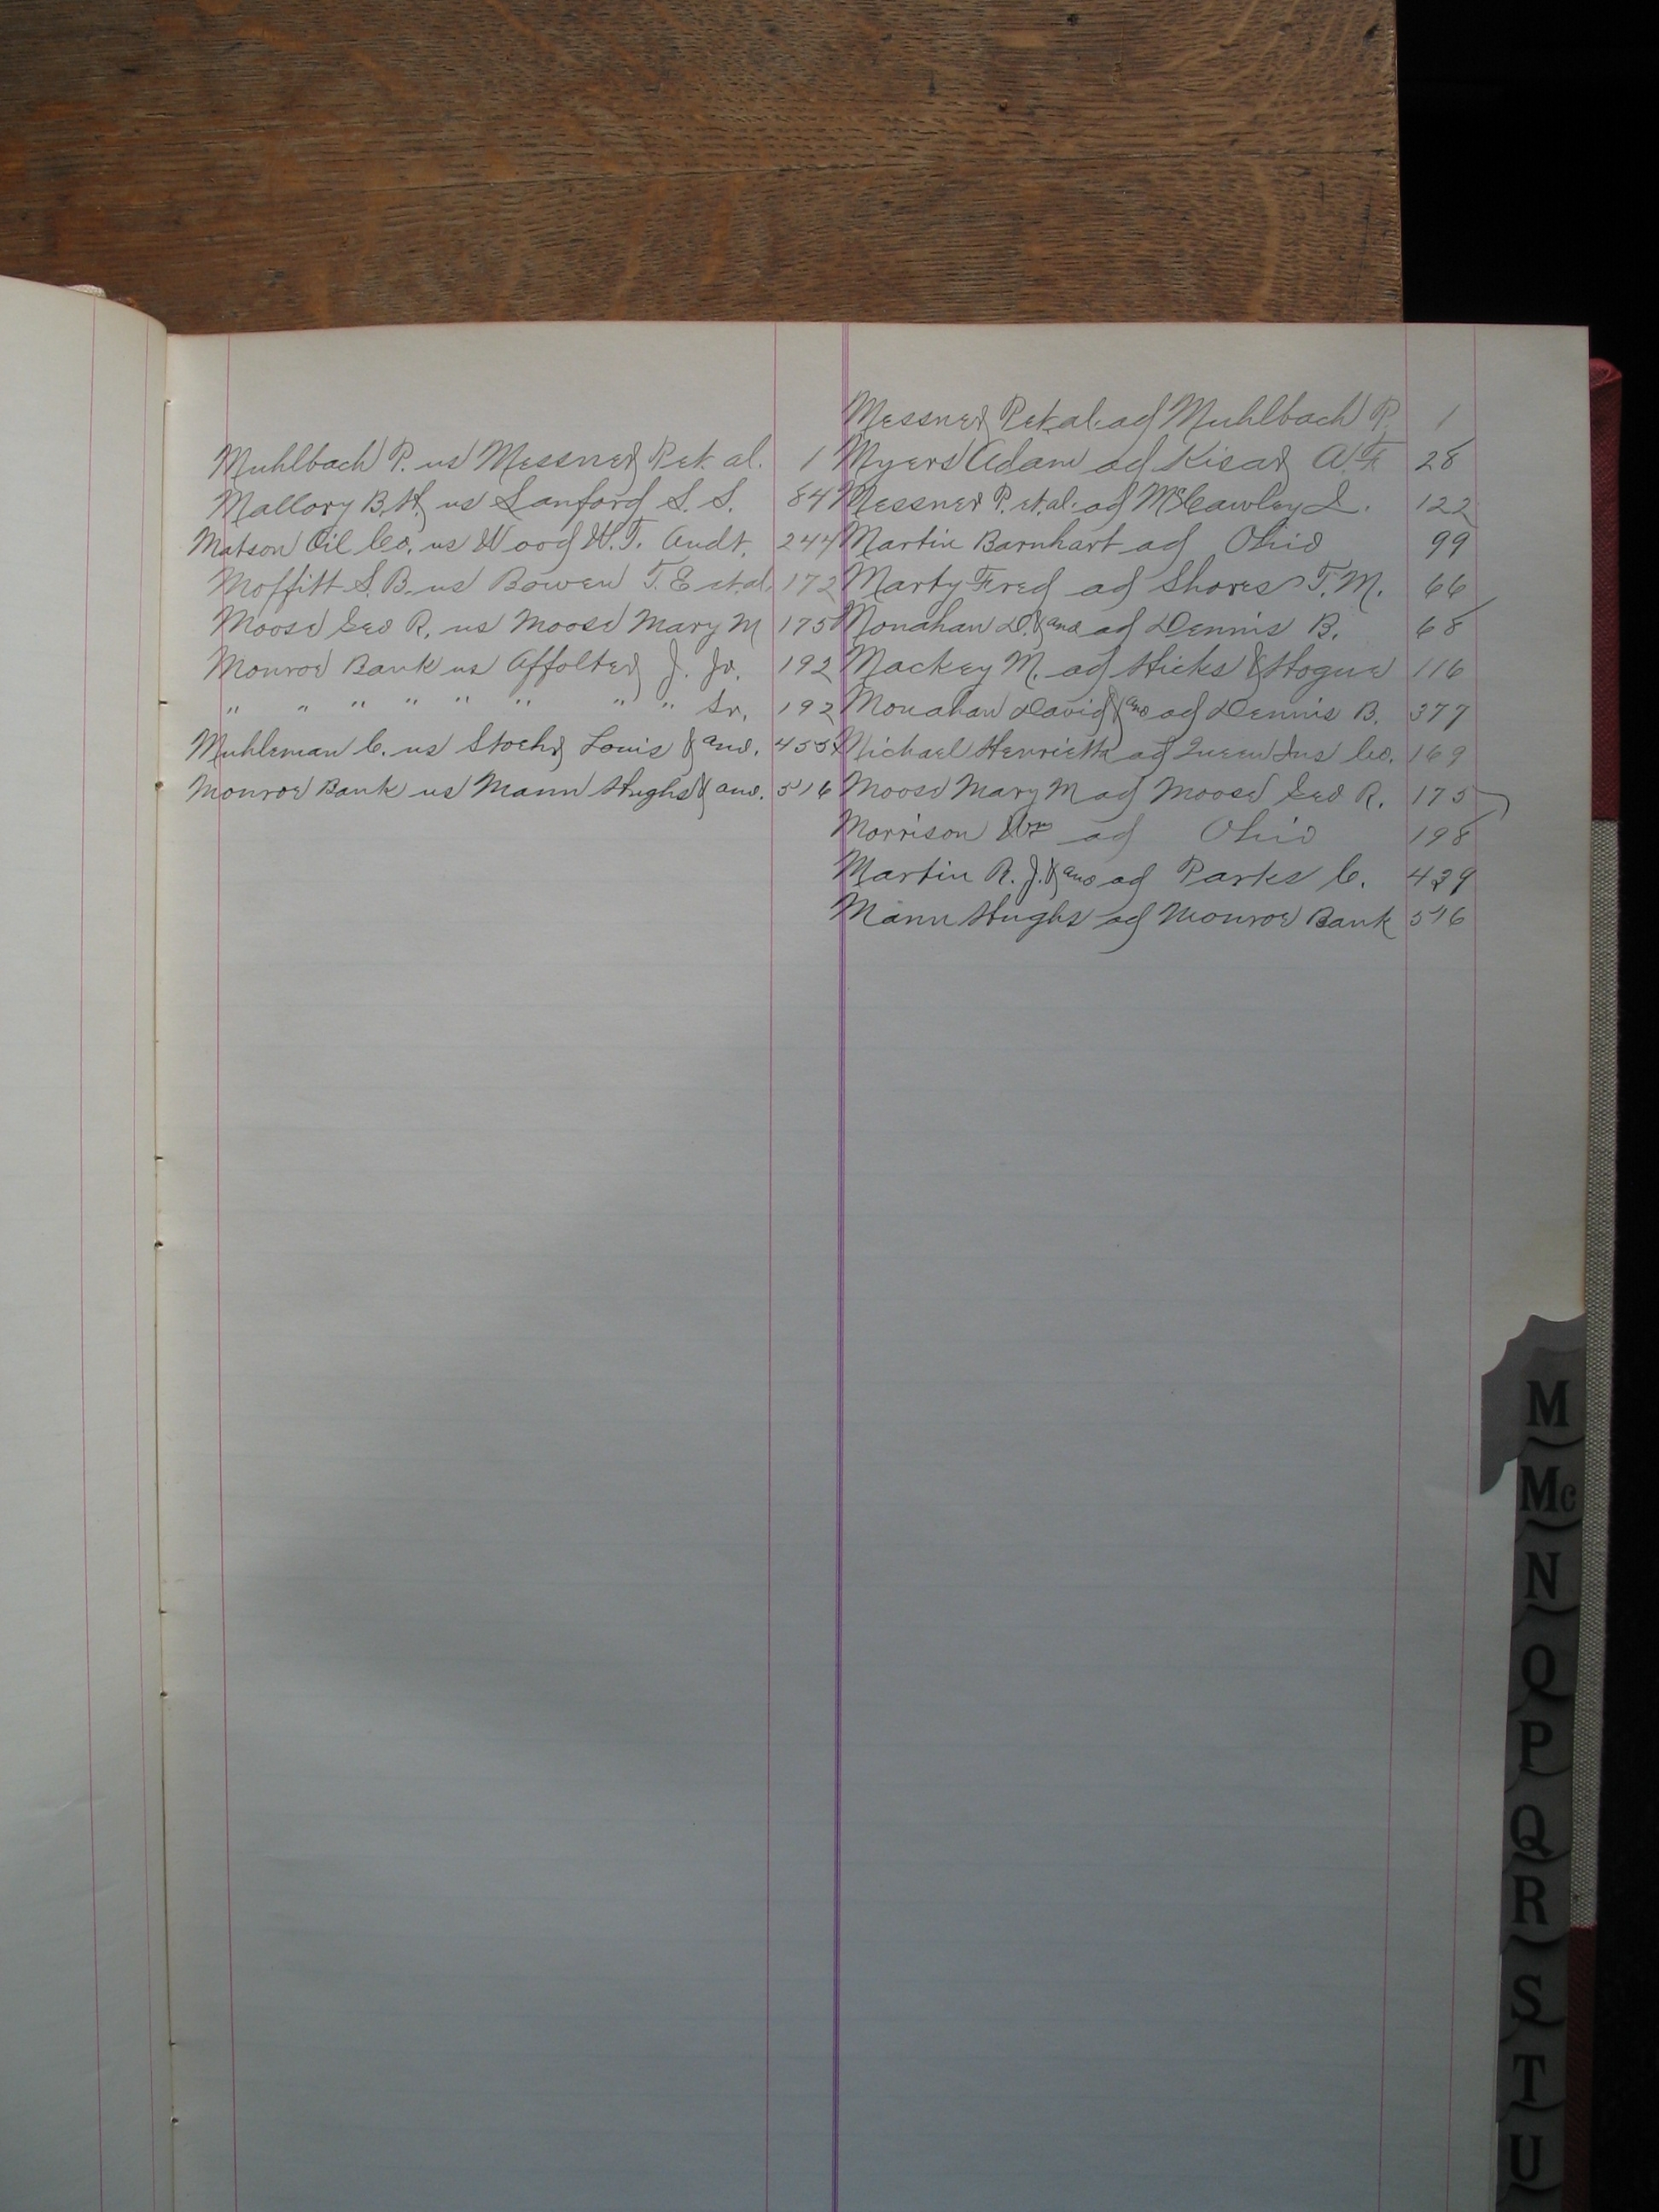 Muhlbach P. vs Messner P. et. al. 1
Mallory B. H. vs Sanford S. S. 84
Matson Oil Co. vs Wood W. T. Audt. 244
Moffitt S. B. vs Bowen T. E et. al. 172
Moose Geo R. vs Moose Mary M 175
Monroe Bank vs Affolter J. Jr. 192
" " " " " " " " Sr. 192
Muhleman C. vs Stoehr Louis & ano. 455
Monroe Bank vs Mann Hughs & ano. 516
Messner P. et. al. ad Muhlbach P. 1
Myers Adam ad Kisar A. F 28
Messner P. et. al. ad McCawley I. 122
Martin Barnhart ad Ohio 99
Marty Fred ad Shores T. M. 66
Monahan D. & ano ad Dennis B. 68
Mackey M. ad Hicks & Hogue 116
Monahan David & ano ad Dennis B. 377
Michael Henrietta ad Queen Ins Co. 169
Moose Mary M ad Moose Geo R. 175
Morrison Wm ad Ohio 198
Martin R. J. & ano ad Parks C. 439
Mann Hughs ad Monroe Bank 516
M
Mc
N
O
P
Q
R
S
T
U